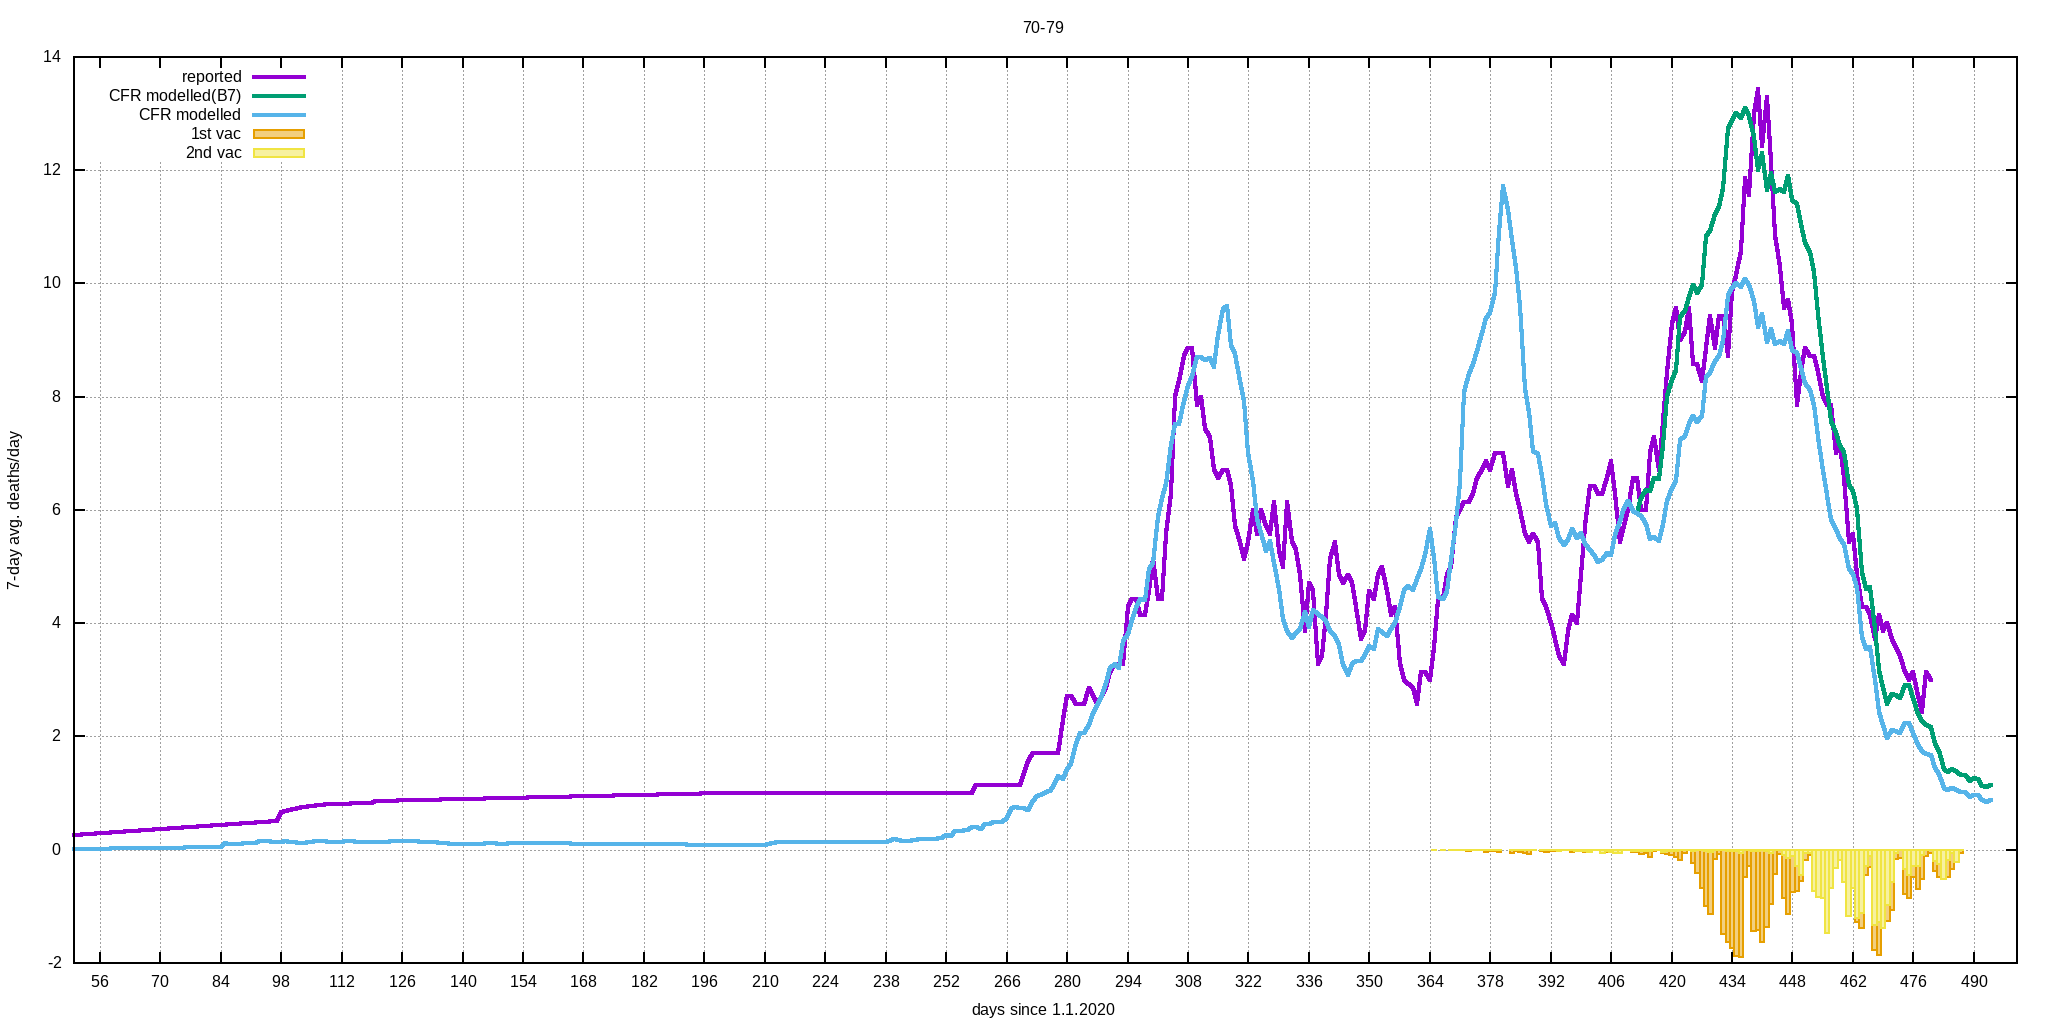 70-79
14
reported
CFR modelled(B7)
CFR modelled
1st vac
2nd vac
12
10
8
6
4
2
0
-2
7-day avg. deaths/day
56 70 84 98 112 126 140 154 168 182 196 210 224 238 252 266 280 294 308 322 336 350 364 378 392 406 420 434 448 462 476 490
days since 1.1.2020